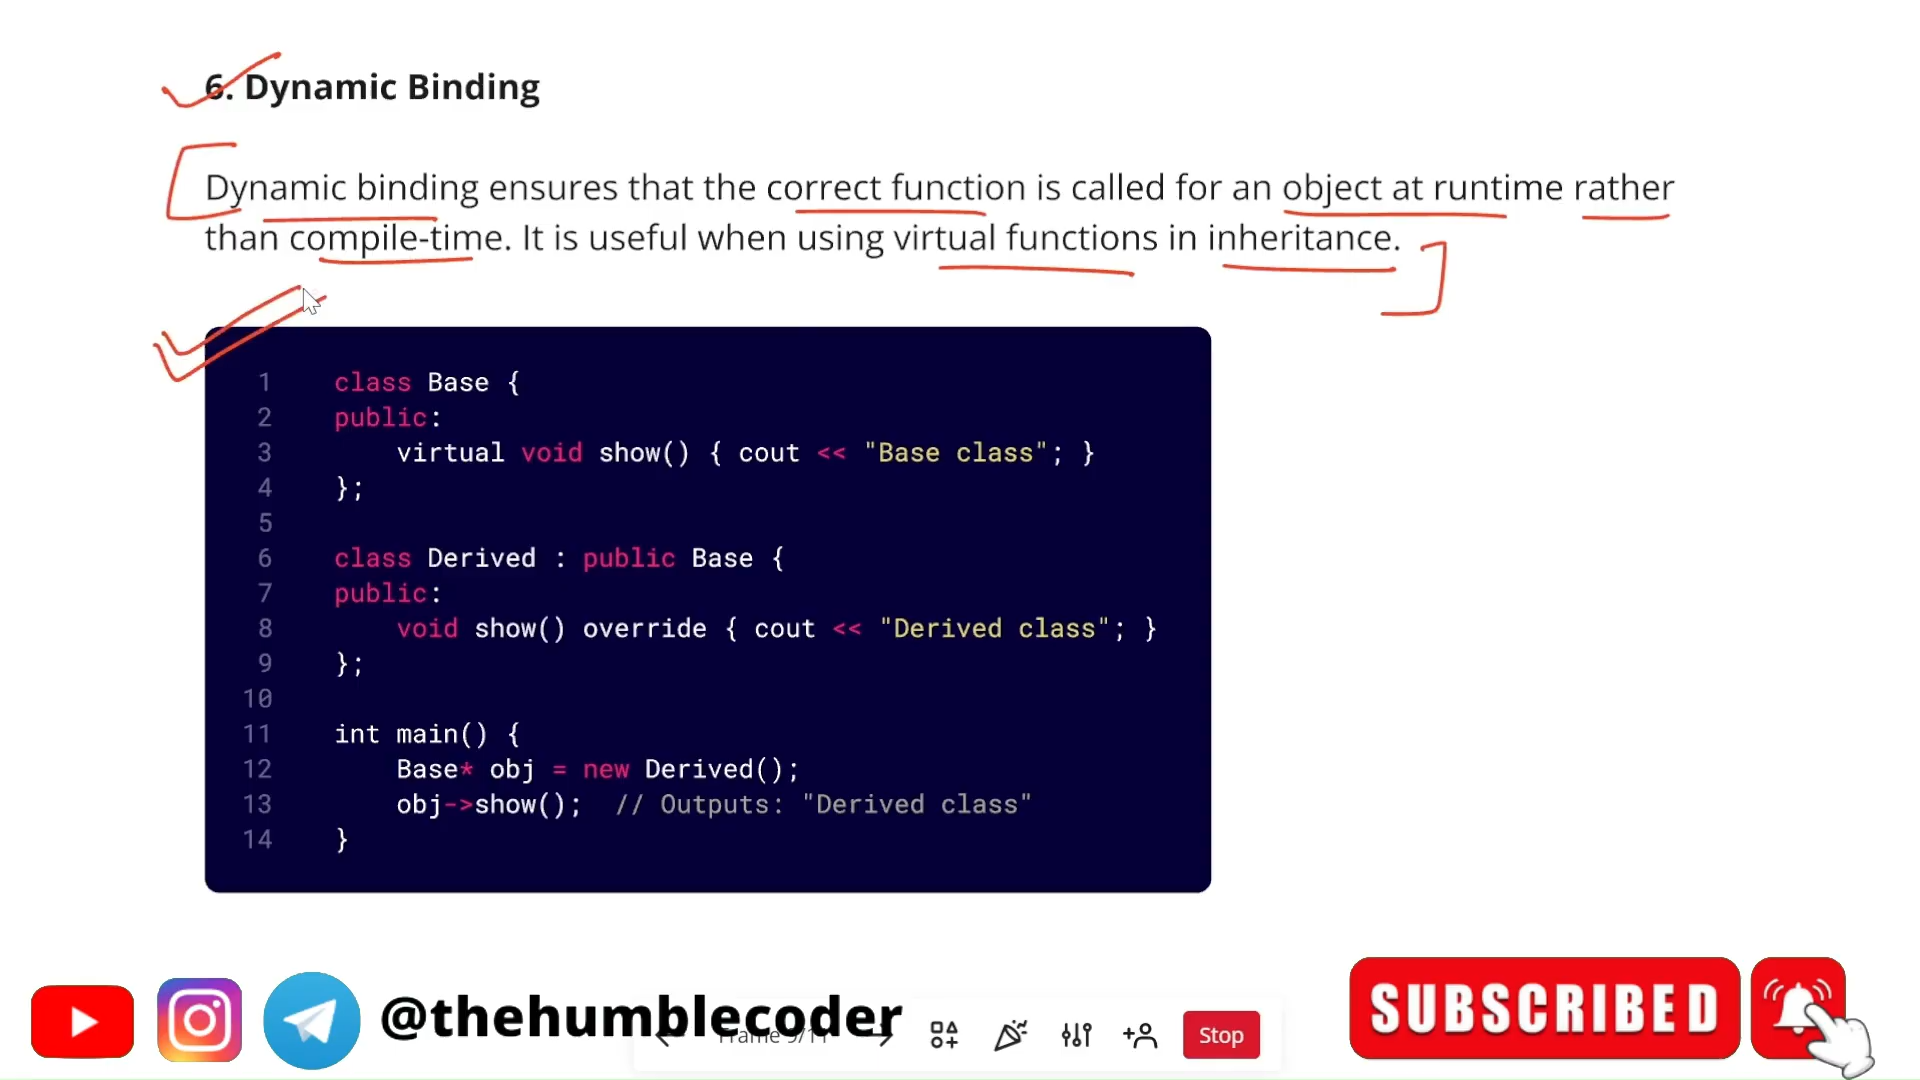 6. Dynamic Binding
Dynamic binding ensures that the correct function is called for an object at runtime rather
than compile-time. It is useful when using virtual functions in inheritance.
1 class Base {
2 public:
3 virtual void show() { cout << "Base class"; }
4 };
5
6 class Derived : public Base {
7 public:
8 void show() override { cout << "Derived class"; }
9 };
10
11 int main() {
12 Base* obj = new Derived();
13 obj->show(); // Outputs: "Derived class"
14 }
@thehumblecoder
Frame 9/11
Stop
SUBSCRIBED